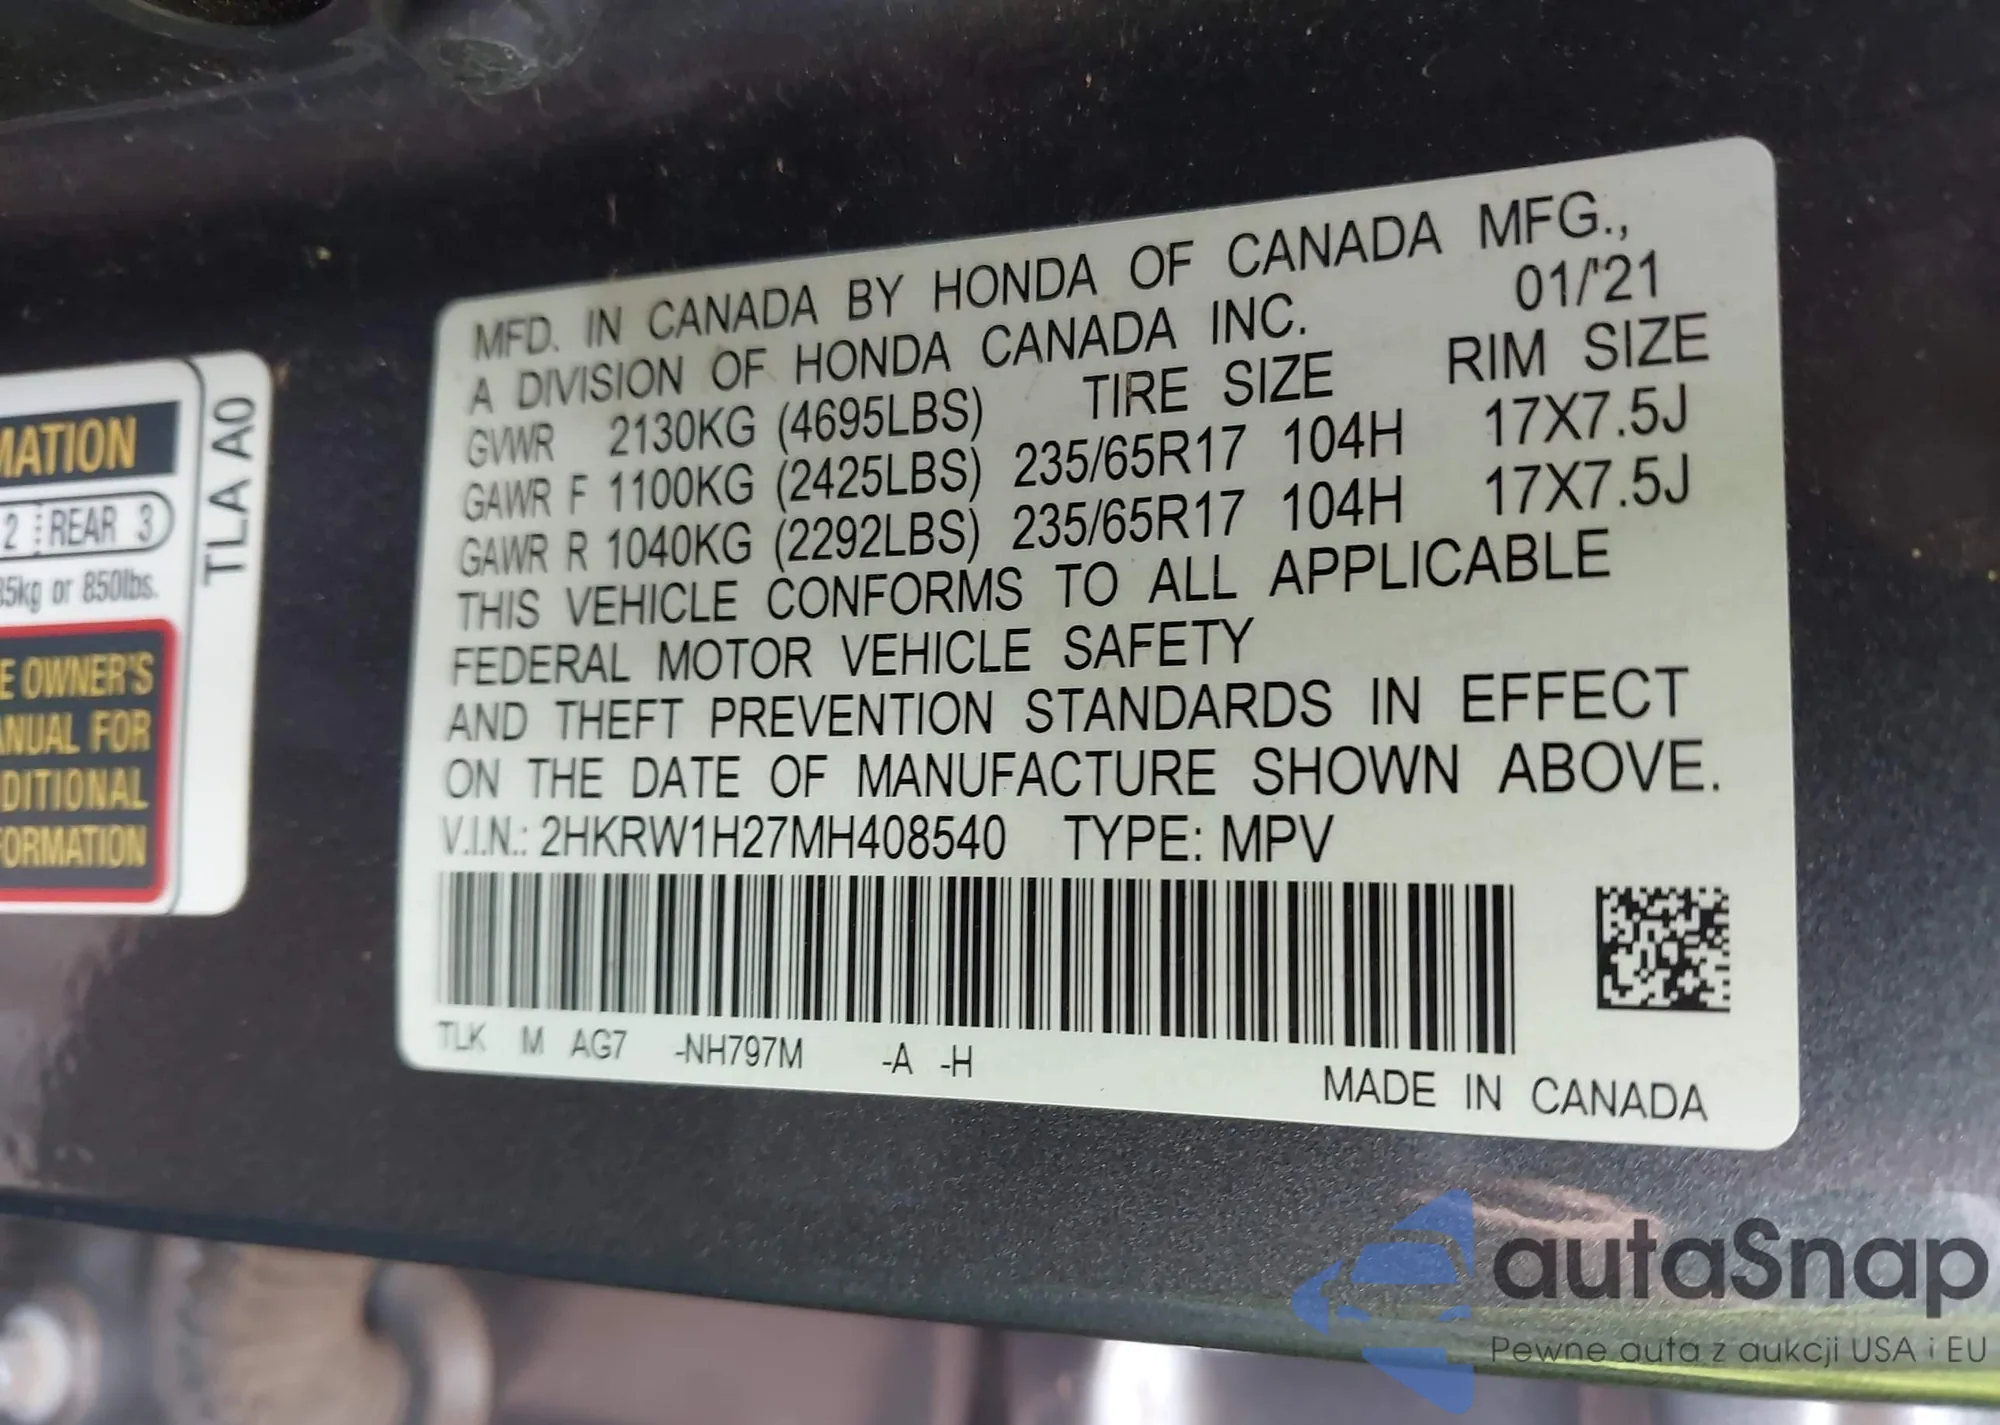 MATION
2 REAR 3
35kg or 850lbs.
E OWNER'S
ANUAL FOR
DITIONAL
FORMATION
TLA A0
MFD. IN CANADA BY HONDA OF CANADA MFG.,
A DIVISION OF HONDA CANADA INC. 01/'21
GVWR 2130KG (4695LBS) TIRE SIZE RIM SIZE
GAWR F 1100KG (2425LBS) 235/65R17 104H 17X7.5J
GAWR R 1040KG (2292LBS) 235/65R17 104H 17X7.5J
THIS VEHICLE CONFORMS TO ALL APPLICABLE
FEDERAL MOTOR VEHICLE SAFETY
AND THEFT PREVENTION STANDARDS IN EFFECT
ON THE DATE OF MANUFACTURE SHOWN ABOVE.
V.I.N.: 2HKRW1H27MH408540 TYPE: MPV
TLK M AG7 -NH797M -A -H
MADE IN CANADA
autaSnap
Pewne auta z aukcji USA i EU